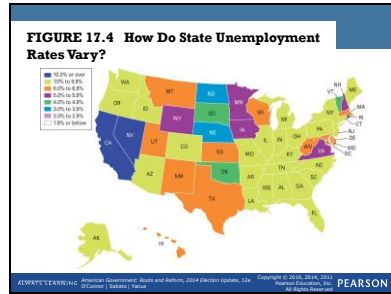 FIGURE 17.4 How Do State Unemployment
Rates Vary?
10.0% or over
7.0% to 9.9%
6.0% to 6.9%
5.0% to 5.9%
4.0% to 4.9%
3.0% to 3.9%
2.0% to 2.9%
1.9% or below
WA
MT
ND
MN
VT
NH
ME
OR
ID
SD
WI
MI
NY
MA
RI
CT
WY
IA
PA
NJ
NV
NE
OH
DE
CA
UT
CO
IL
IN
WV
VA
MD
DC
KS
MO
KY
NC
AZ
NM
OK
AR
TN
SC
MS
AL
GA
TX
LA
FL
AK
HI
ALWAYS LEARNING
American Government: Roots and Reform, 2014 Election Update, 12e
O'Connor | Sabato | Yanus
Copyright © 2016, 2014, 2011
Pearson Education, Inc.
All Rights Reserved
PEARSON